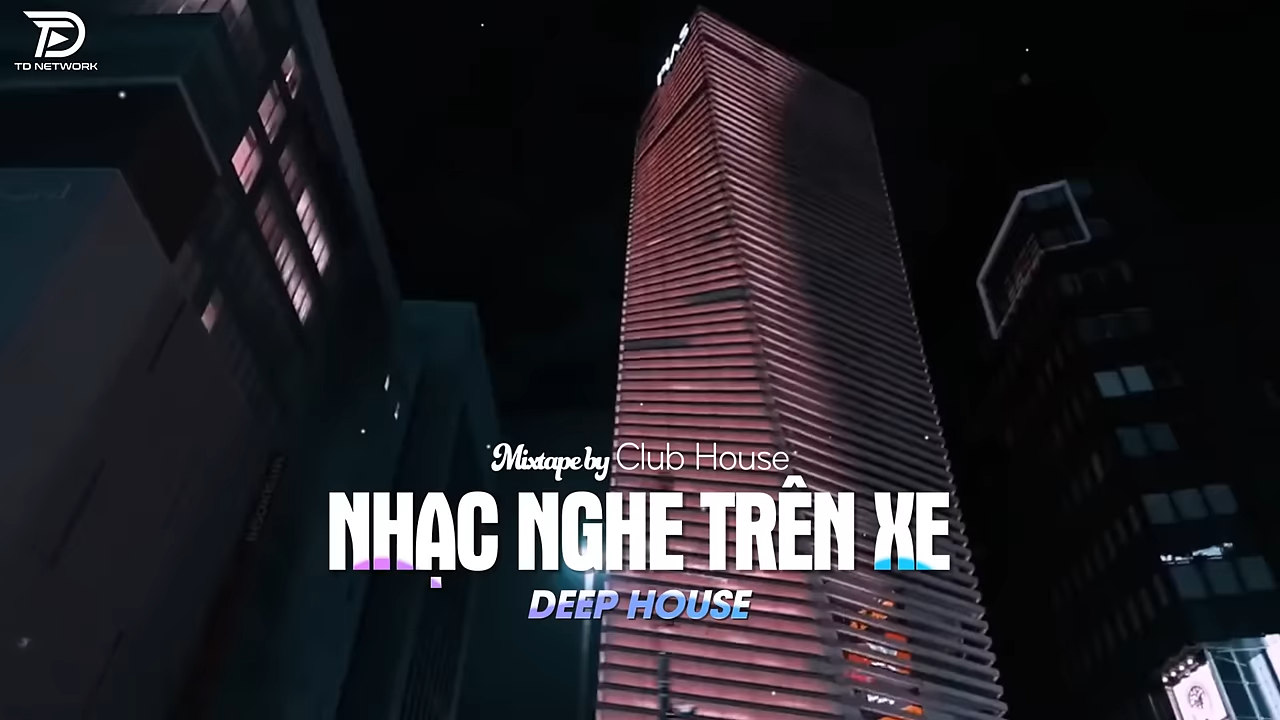 TD NETWORK
Mixtape by Club House
NHẠC NGHE TRÊN XE
DEEP HOUSE